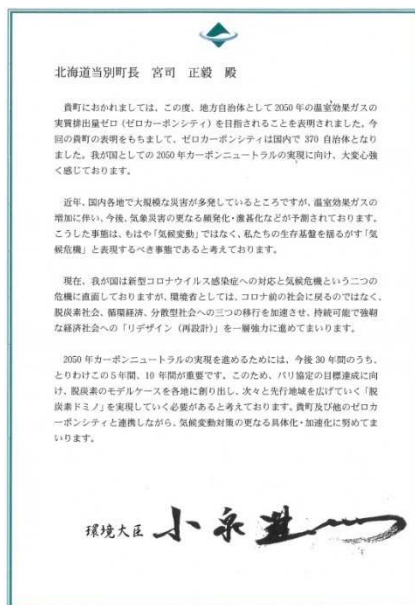 北海道当別町長　宮司　正毅　殿
貴町におかれましては、この度、地方自治体として2050年の温室効果ガスの
実質排出量ゼロ（ゼロカーボンシティ）を目指されることを表明されました。今
回の貴町の表明をもちまして、ゼロカーボンシティは国内で370自治体となり
ました。我が国としての2050年カーボンニュートラルの実現に向け、大変心強
く感じております。
近年、国内各地で大規模な災害が多発しているところですが、温室効果ガスの
増加に伴い、今後、気象災害の更なる頻発化・激甚化などが予測されております。
こうした事態は、もはや「気候変動」ではなく、私たちの生存基盤を揺るがす「気
候危機」と表現するべき事態であると考えております。
現在、我が国は新型コロナウイルス感染症への対応と気候危機という二つの
危機に直面しておりますが、環境省としては、コロナ前の社会に戻るのではなく、
脱炭素社会、循環経済、分散型社会への三つの移行を加速させ、持続可能で強靭
な経済社会への「リデザイン（再設計）」を一層強力に進めてまいります。
2050年カーボンニュートラルの実現を進めるためには、今後30年間のうち、
とりわけこの5年間、10年間が重要です。このため、パリ協定の目標達成に向
け、脱炭素のモデルケースを各地に創り出し、次々と先行地域を広げていく「脱
炭素ドミノ」を実現していく必要があると考えております。貴町及び他のゼロカ
ーボンシティと連携しながら、気候変動対策の更なる具体化・加速化に努めてま
いります。
環境大臣 小泉進